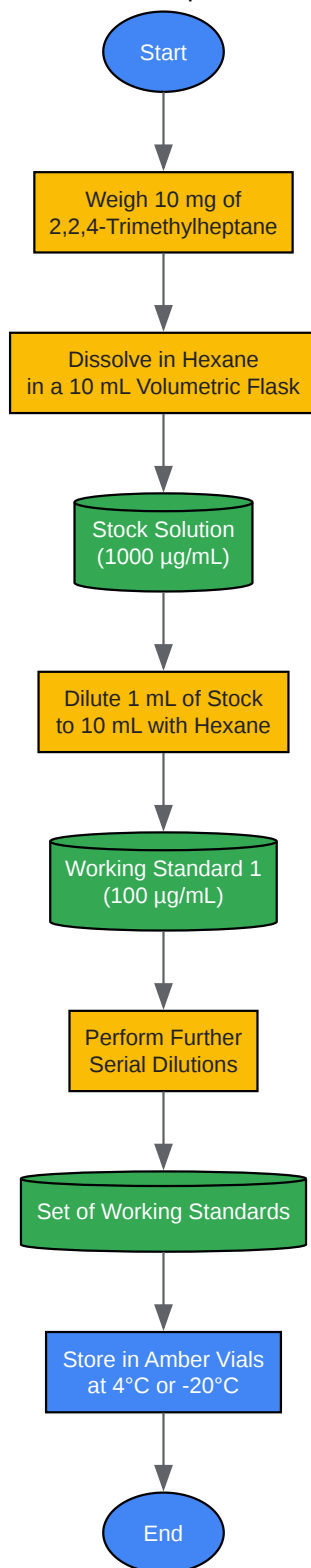 Start
Weigh 10 mg of
2,2,4-Trimethylheptane
Dissolve in Hexane
in a 10 mL Volumetric Flask
Stock Solution
(1000 µg/mL)
Dilute 1 mL of Stock
to 10 mL with Hexane
Working Standard 1
(100 µg/mL)
Perform Further
Serial Dilutions
Set of Working Standards
Store in Amber Vials
at 4°C or -20°C
End